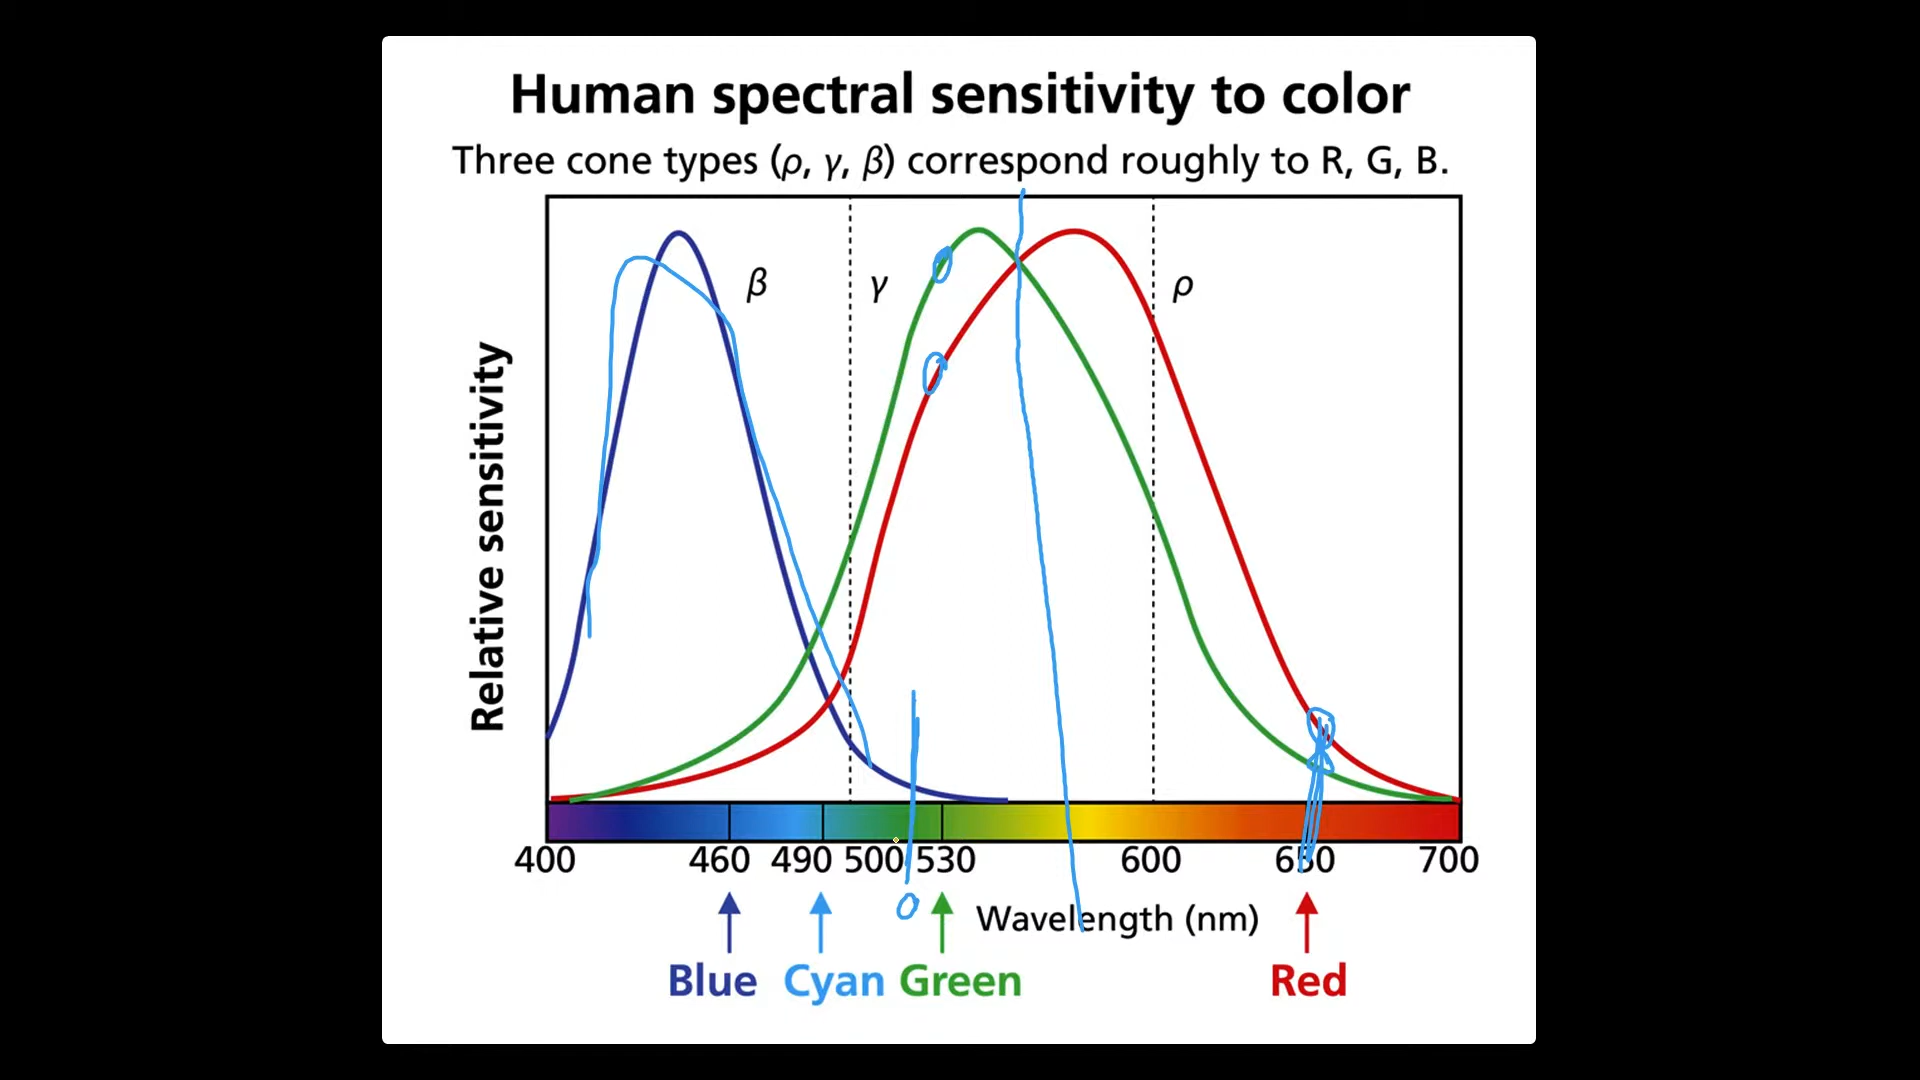 Human spectral sensitivity to color
Three cone types (ρ, γ, β) correspond roughly to R, G, B.
β
γ
ρ
Relative sensitivity
400 460 490 500 530 600 650 700
Wavelength (nm)
Blue Cyan Green Red